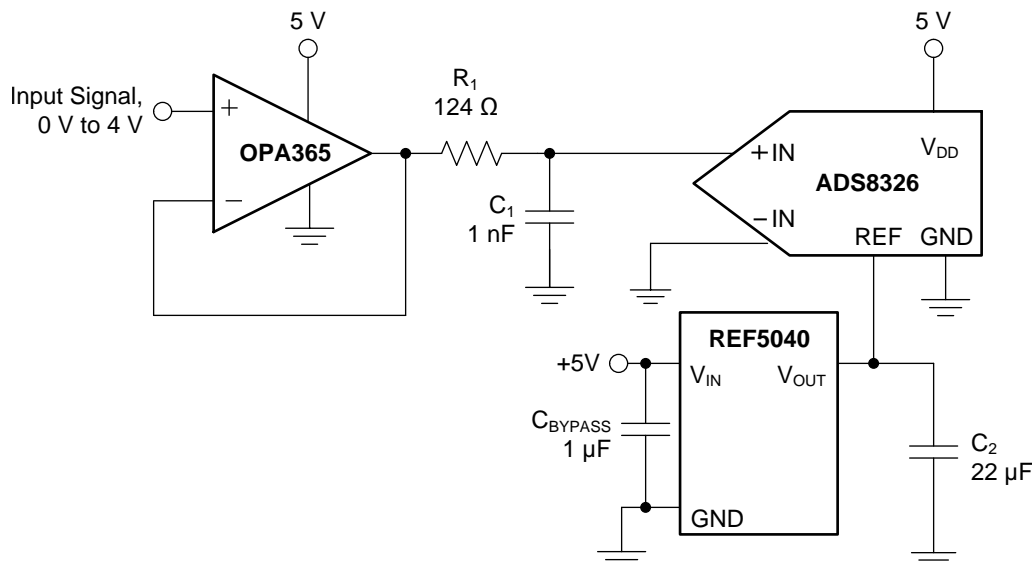 5 V
Input Signal,
0 V to 4 V
+
−
OPA365
R1
124 Ω
C1
1 nF
5 V
+IN
VDD
ADS8326
−IN
REF GND
REF5040
+5V
VIN
VOUT
CBYPASS
1 µF
GND
C2
22 µF